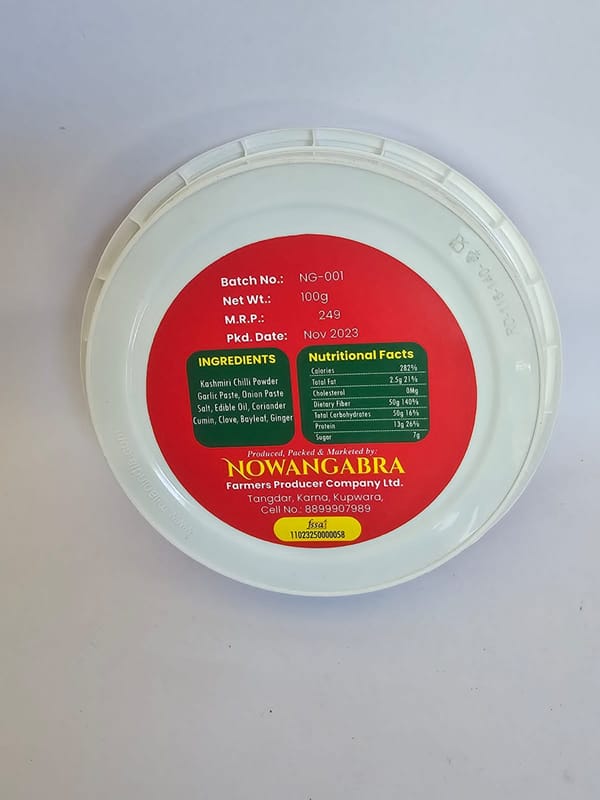 Batch No.: NG-001
Net Wt.: 100g
M.R.P.: 249
Pkd. Date: Nov 2023
INGREDIENTS
Kashmiri Chilli Powder
Garlic Paste, Onion Paste
Salt, Edible Oil, Coriander
Cumin, Clove, Bayleaf, Ginger
Nutritional Facts
Calories 282%
Total Fat 2.5g 21%
Cholesterol 0Mg
Dietary Fiber 50g 140%
Total Carbohydrates 50g 16%
Protein 13g 26%
Sugar 7g
Produced, Packed & Marketed by:
NOWANGABRA
Farmers Producer Company Ltd.
Tangdar, Karna, Kupwara,
Cell No.: 8899907989
fssai
11023250000058